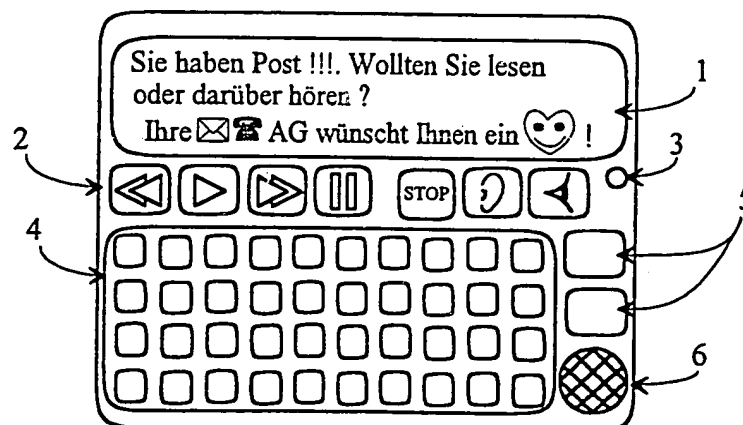 Sie haben Post !!!. Wollten Sie lesen
oder darüber hören ?
Ihre ✉ ☎ AG wünscht Ihnen ein !
1
2
3
STOP
4
5
6